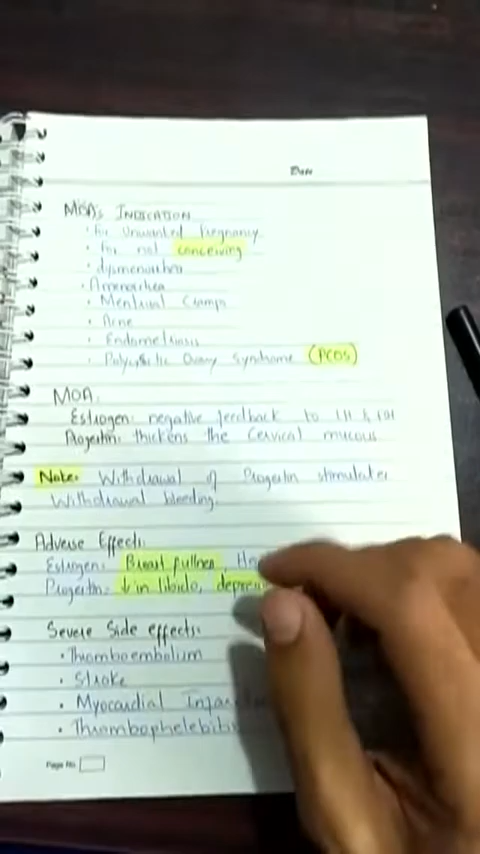 Date
MOA's INDICATION
• for Unwanted Pregnancy
• for not conceiving
• dysmenorrhea
• Amenorrhea
• Menstrual Cramps
• Acne
• Endometriosis
• Polycystic Ovary Syndrome (PCOS)
MOA:
Estrogen: negative feedback to LH & FSH
Progestin: thickens the Cervical mucous
Note: Withdrawal of Progestin stimulates
Withdrawal bleeding.
Adverse Effects:
Estrogen: Breast fullness,
Progestin: ↓ in libido,
Severe Side effects:
• Thromboembolism
• Stroke
• Myocardial
• Thrombophelebitis
Page No.